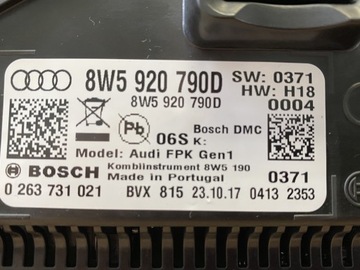 8W5 920 790D SW: 0371
8W5 920 790D HW: H18
0004
Pb 06S K: Bosch DMC
Model: Audi FPK Gen1
BOSCH Kombiinstrument 8W5 190
Made in Portugal 0371
0 263 731 021 BVX 815 23.10.17 0413 2353